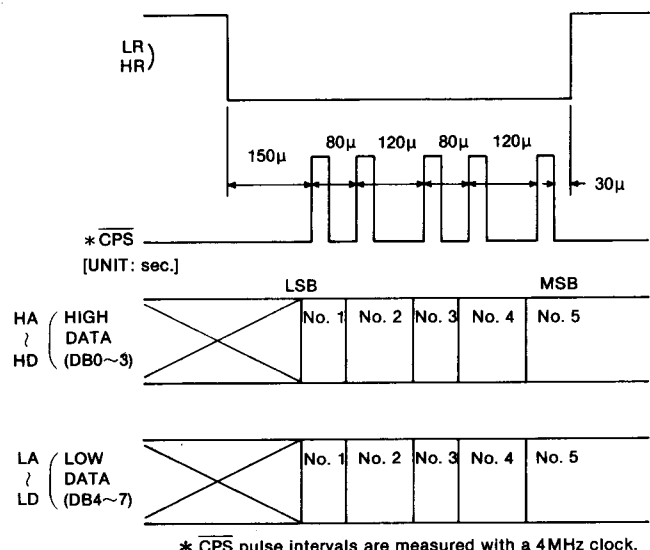 LR
HR
150μ
80μ
120μ
80μ
120μ
30μ
* CPS
[UNIT: sec.]
LSB
MSB
HA
~
HD
HIGH
DATA
(DB0~3)
No. 1
No. 2
No. 3
No. 4
No. 5
LA
~
LD
LOW
DATA
(DB4~7)
No. 1
No. 2
No. 3
No. 4
No. 5
* CPS pulse intervals are measured with a 4MHz clock.